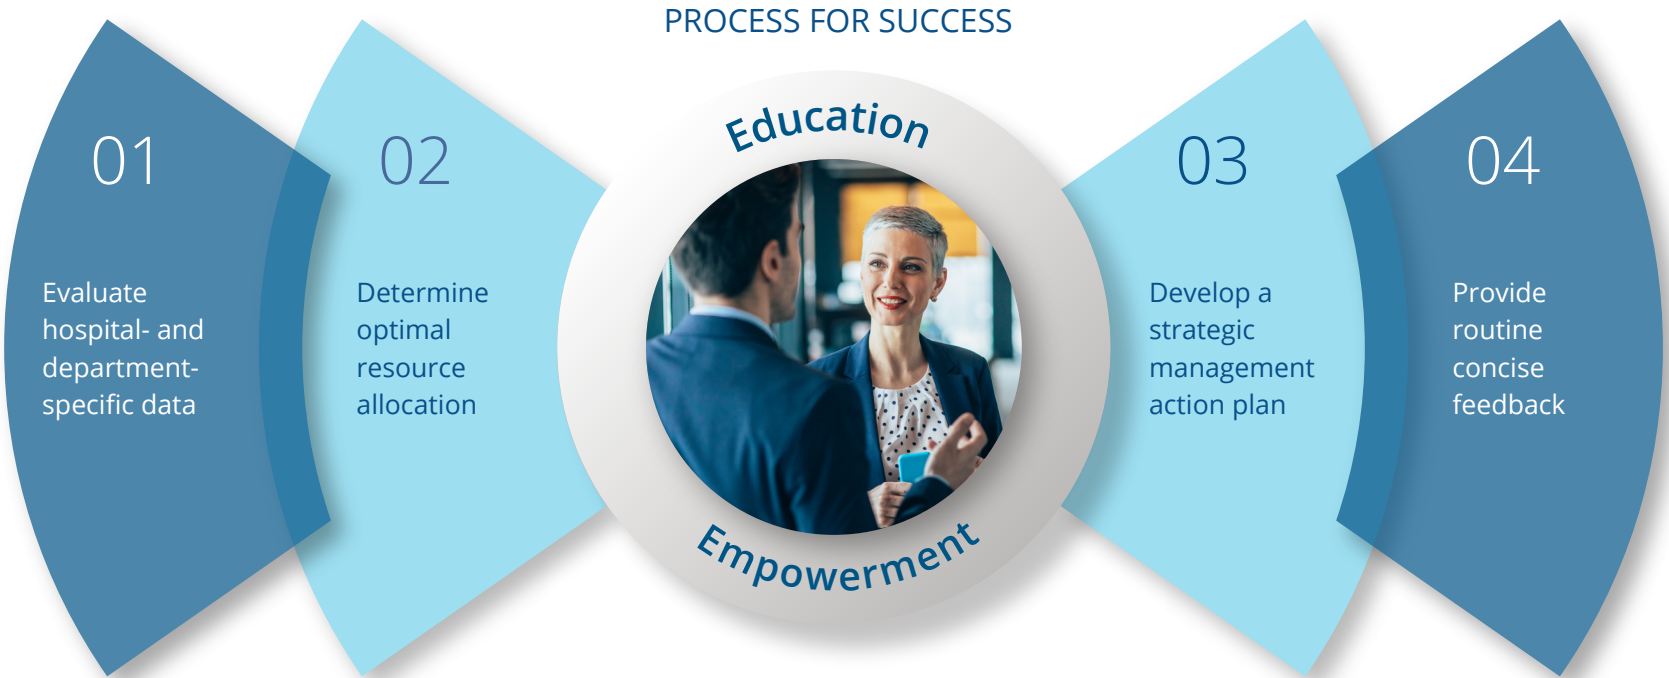 PROCESS FOR SUCCESS
Education
Empowerment
01
Evaluate
hospital- and
department-
specific data
02
Determine
optimal
resource
allocation
03
Develop a
strategic
management
action plan
04
Provide
routine
concise
feedback